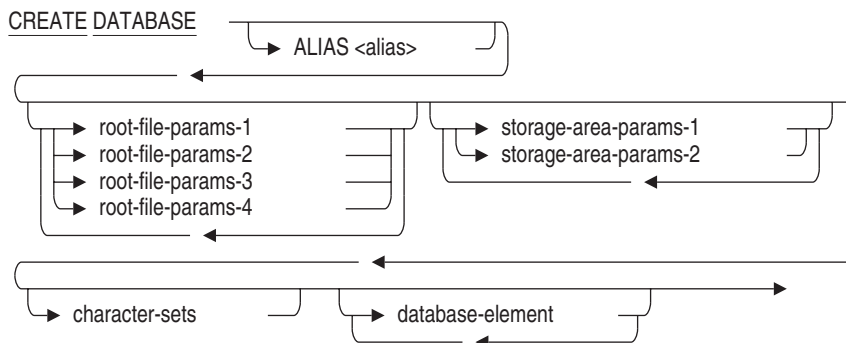 CREATE DATABASE
ALIAS <alias>
root-file-params-1
root-file-params-2
root-file-params-3
root-file-params-4
storage-area-params-1
storage-area-params-2
character-sets
database-element